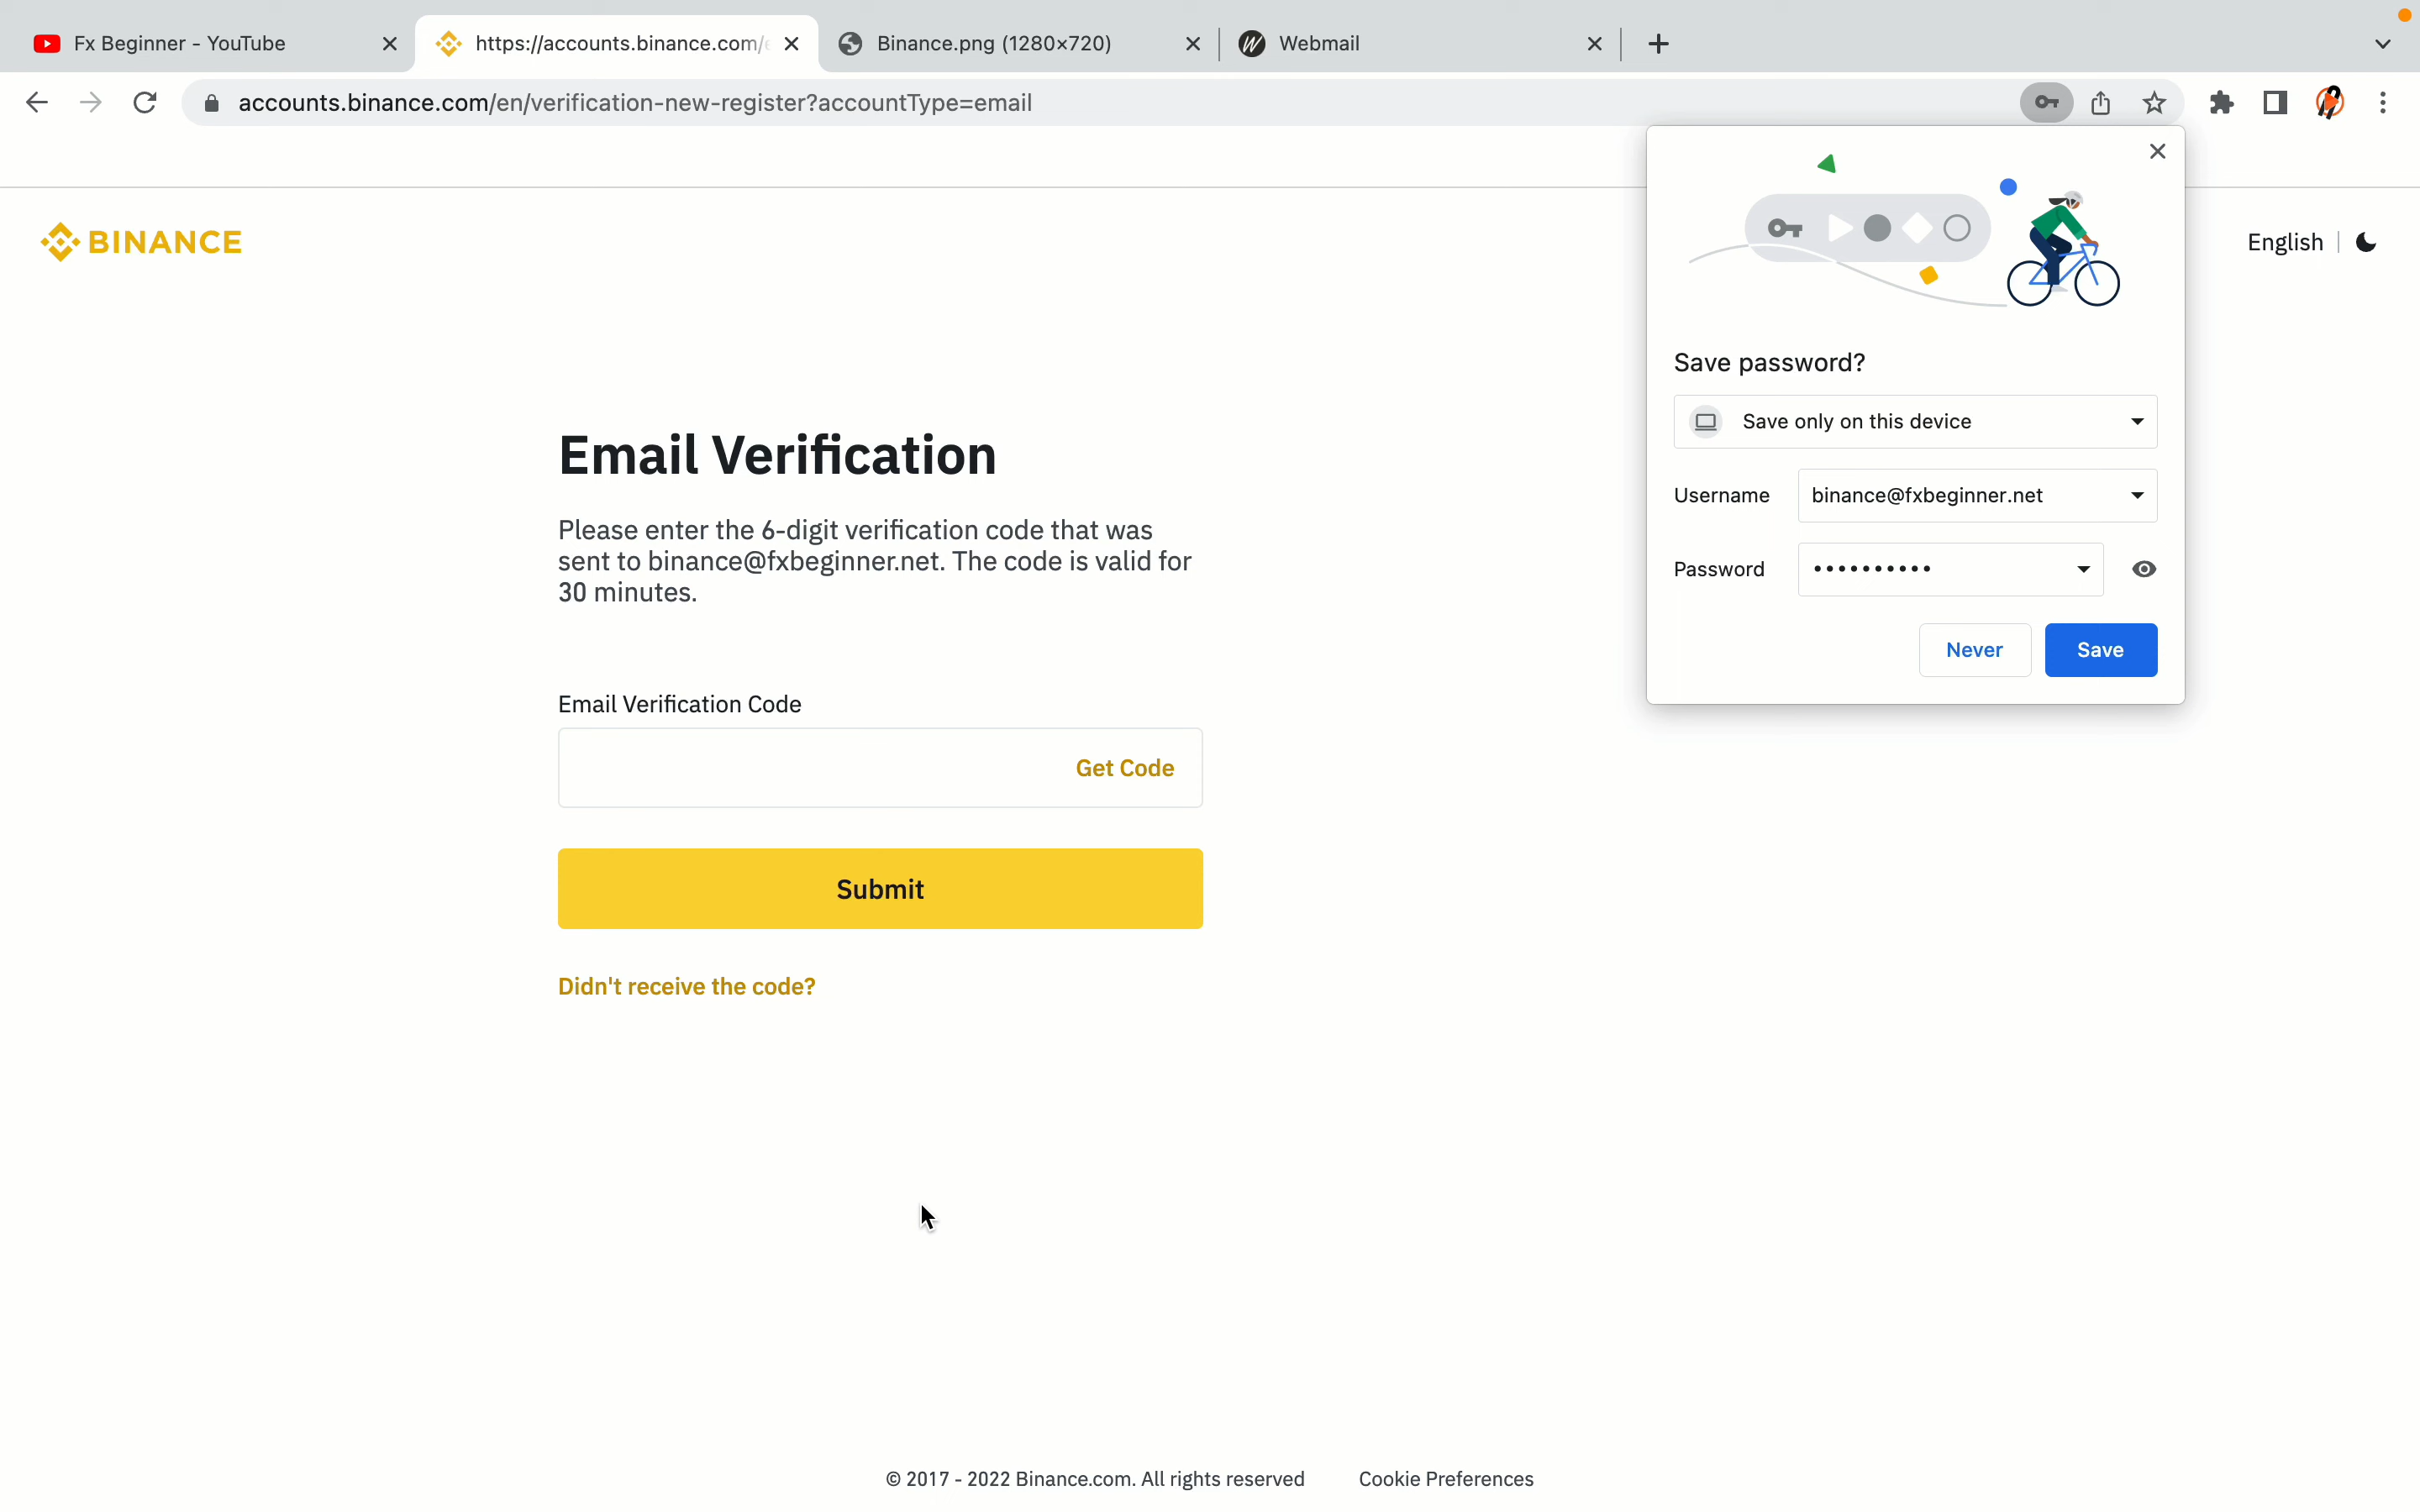 Fx Beginner - YouTube
https://accounts.binance.com/e
Binance.png (1280×720)
Webmail
accounts.binance.com/en/verification-new-register?accountType=email
BINANCE
English
Save password?
Save only on this device
Username binance@fxbeginner.net
Password ••••••••••
Never Save
Email Verification
Please enter the 6-digit verification code that was
sent to binance@fxbeginner.net. The code is valid for
30 minutes.
Email Verification Code
Get Code
Submit
Didn't receive the code?
© 2017 - 2022 Binance.com. All rights reserved Cookie Preferences